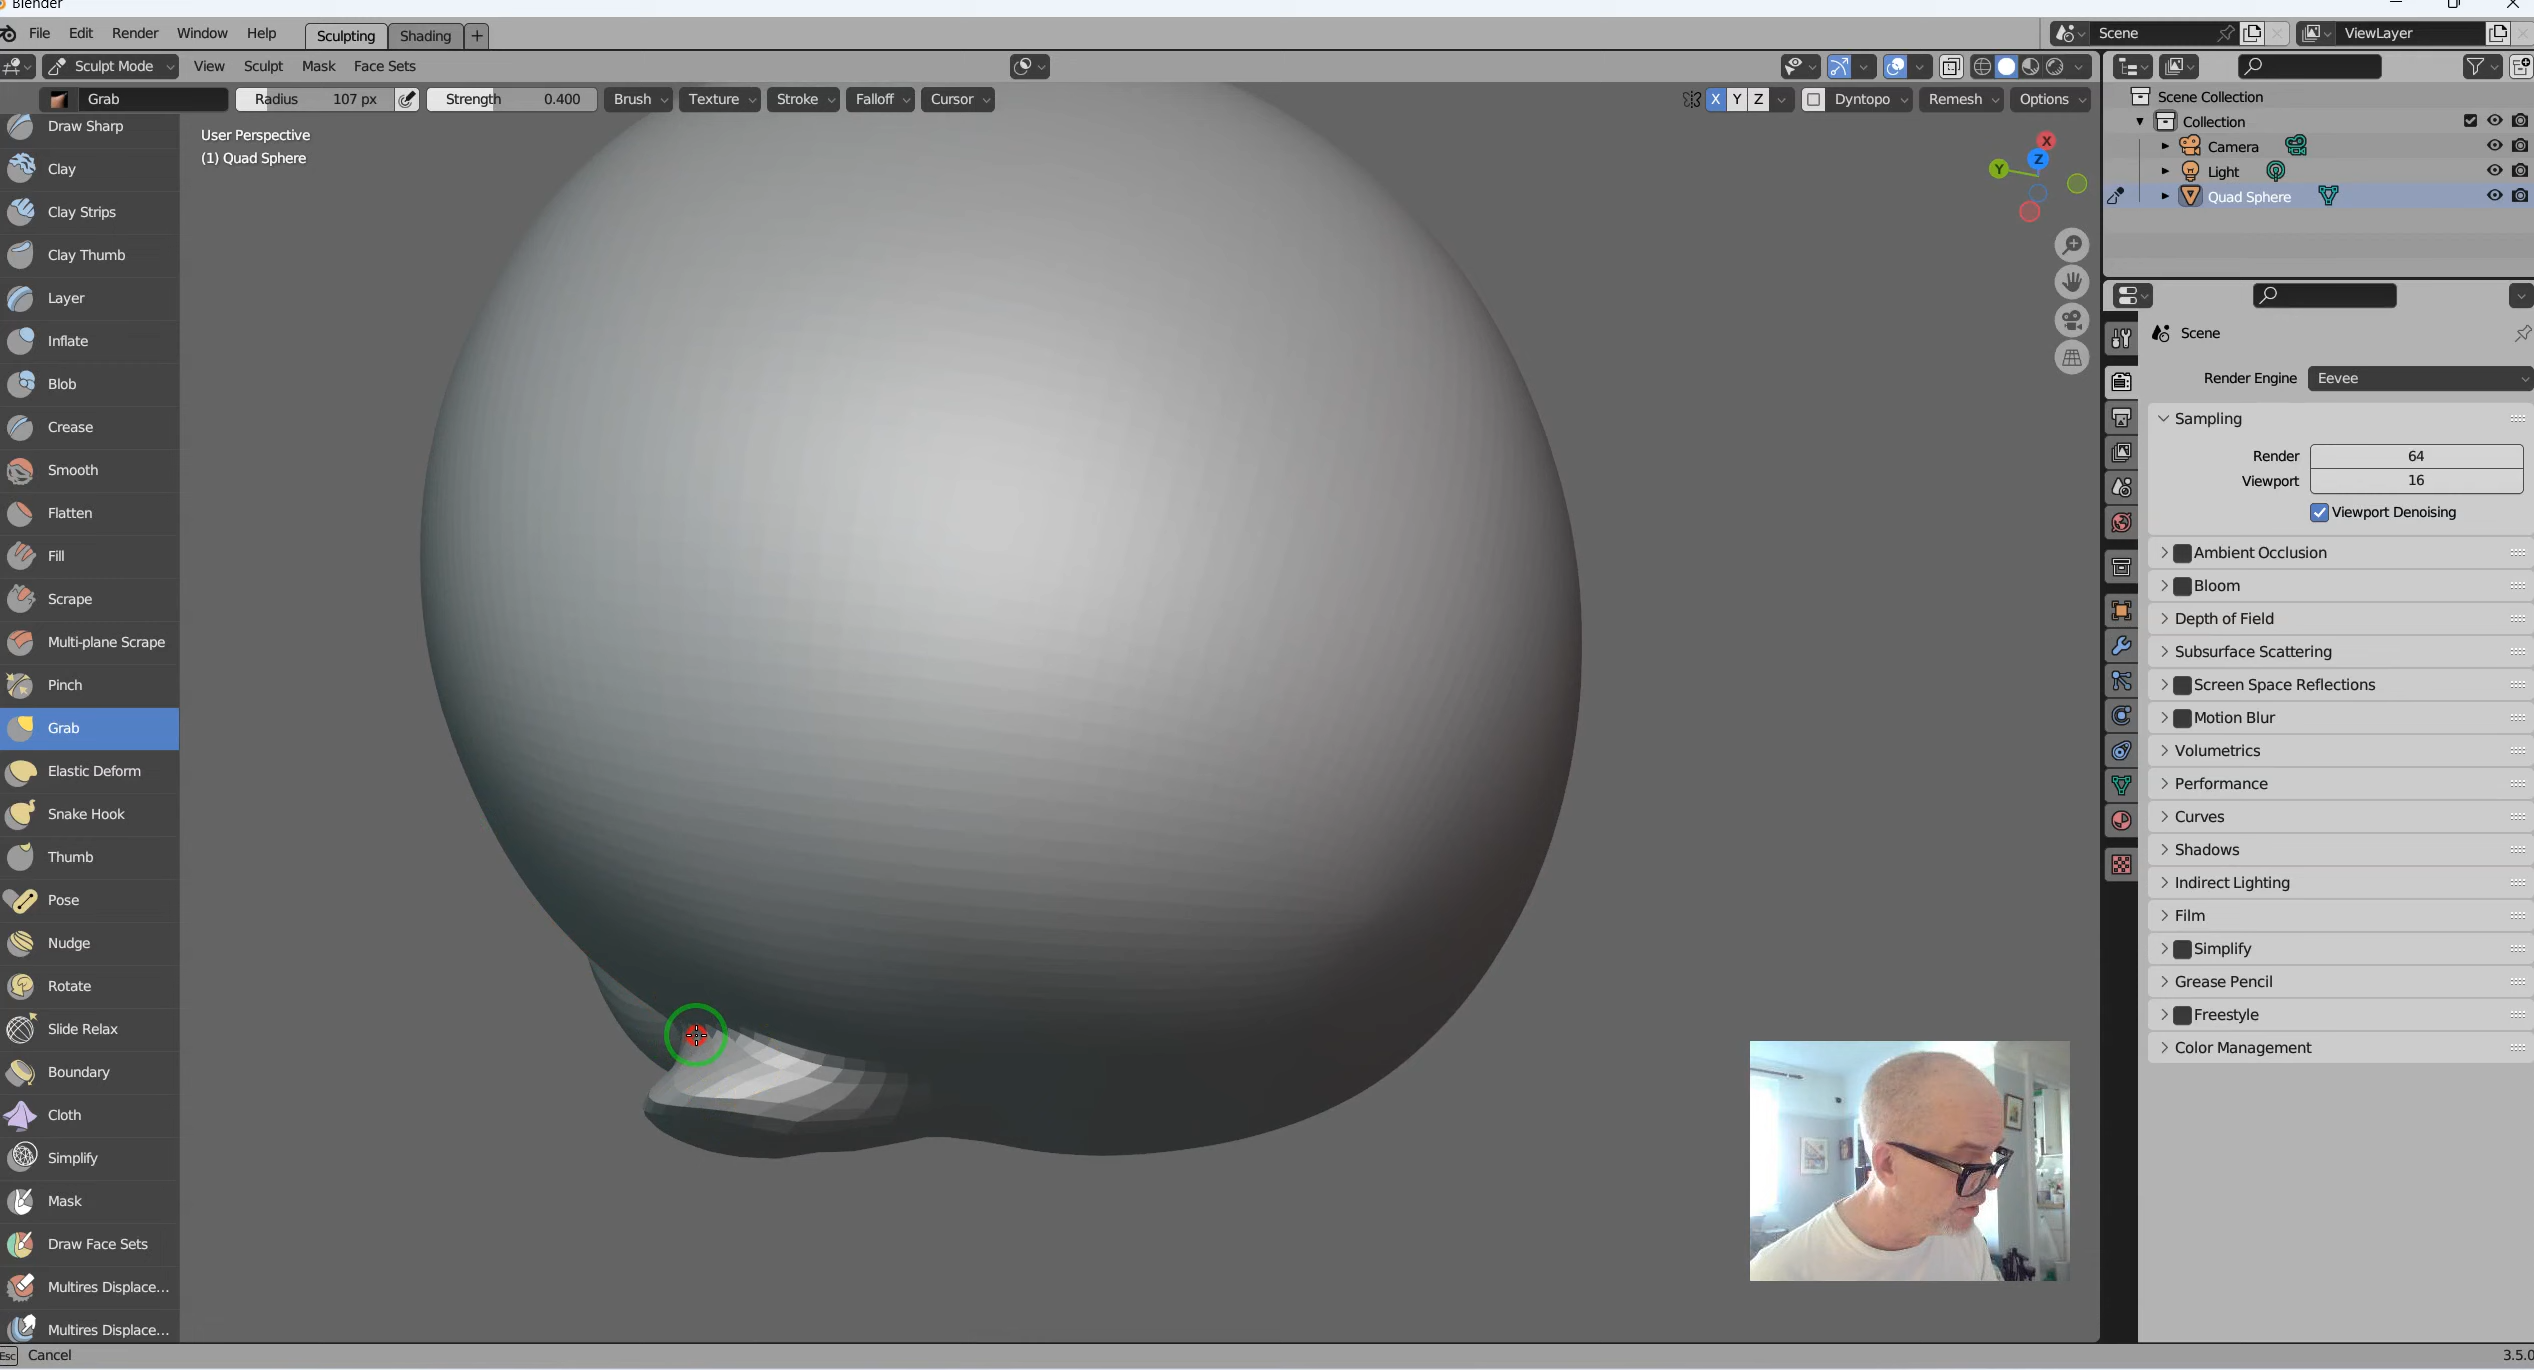 Blender
File Edit Render Window Help Sculpting Shading + Scene ViewLayer
Sculpt Mode View Sculpt Mask Face Sets
Grab Radius 107 px Strength 0.400 Brush Texture Stroke Falloff Cursor X Y Z Dyntopo Remesh Options
User Perspective
(1) Quad Sphere
Draw Sharp
Clay
Clay Strips
Clay Thumb
Layer
Inflate
Blob
Crease
Smooth
Flatten
Fill
Scrape
Multi-plane Scrape
Pinch
Grab
Elastic Deform
Snake Hook
Thumb
Pose
Nudge
Rotate
Slide Relax
Boundary
Cloth
Simplify
Mask
Draw Face Sets
Multires Displace...
Multires Displace...
X
Y
Z
Scene Collection
Collection
Camera
Light
Quad Sphere
Scene
Render Engine Eevee
Sampling
Render 64
Viewport 16
Viewport Denoising
Ambient Occlusion
Bloom
Depth of Field
Subsurface Scattering
Screen Space Reflections
Motion Blur
Volumetrics
Performance
Curves
Shadows
Indirect Lighting
Film
Simplify
Grease Pencil
Freestyle
Color Management
Esc Cancel
3.5.0